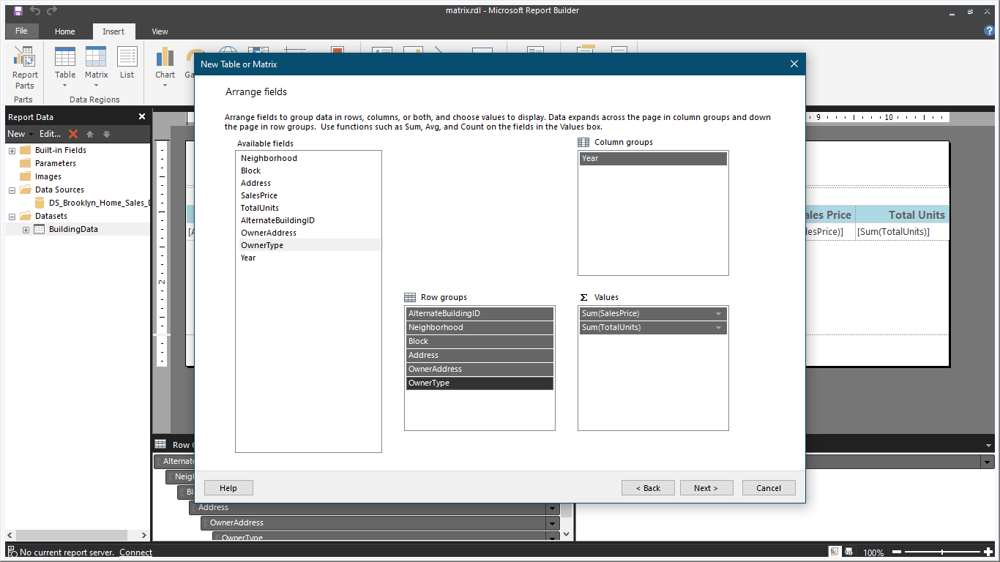 matrix.rdl - Microsoft Report Builder
File Home Insert View
Report Parts
Table
Matrix
List
Chart
Parts
Data Regions
New Table or Matrix
Arrange fields
Arrange fields to group data in rows, columns, or both, and choose values to display. Data expands across the page in column groups and down
the page in row groups. Use functions such as Sum, Avg, and Count on the fields in the Values box.
Available fields
Neighborhood
Block
Address
SalesPrice
TotalUnits
AlternateBuildingID
OwnerAddress
OwnerType
Year
Column groups
Year
Row groups
AlternateBuildingID
Neighborhood
Block
Address
OwnerAddress
OwnerType
Σ Values
Sum(SalesPrice)
Sum(TotalUnits)
Help
< Back
Next >
Cancel
Report Data
New Edit...
Built-in Fields
Parameters
Images
Data Sources
DS_Brooklyn_Home_Sales_
Datasets
BuildingData
1
2
9
10
ales Price
Total Units
lesPrice)]
[Sum(TotalUnits)]
Row
Alternat
Neigh
Bl
Address
OwnerAddress
OwnerType
No current report server. Connect
100%